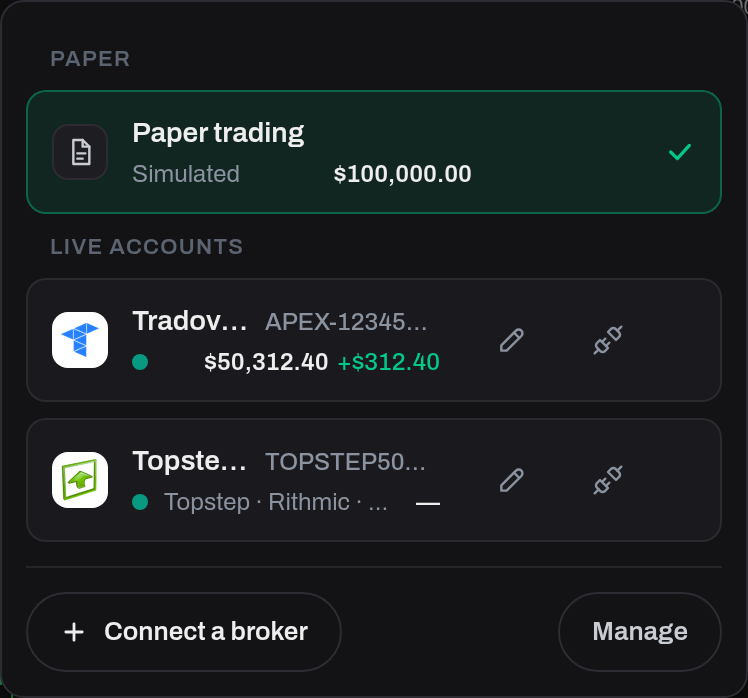 PAPER
Paper trading
Simulated $100,000.00
LIVE ACCOUNTS
Tradov... APEX-12345...
$50,312.40 +$312.40
Topste... TOPSTEP50...
Topstep · Rithmic · ... —
+ Connect a broker
Manage